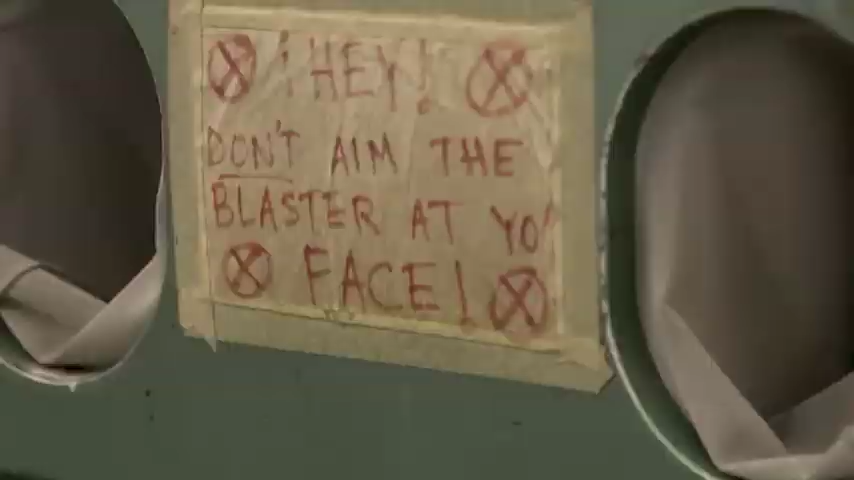 ¡HEY!
DON'T AIM THE
BLASTER AT YO'
FACE!